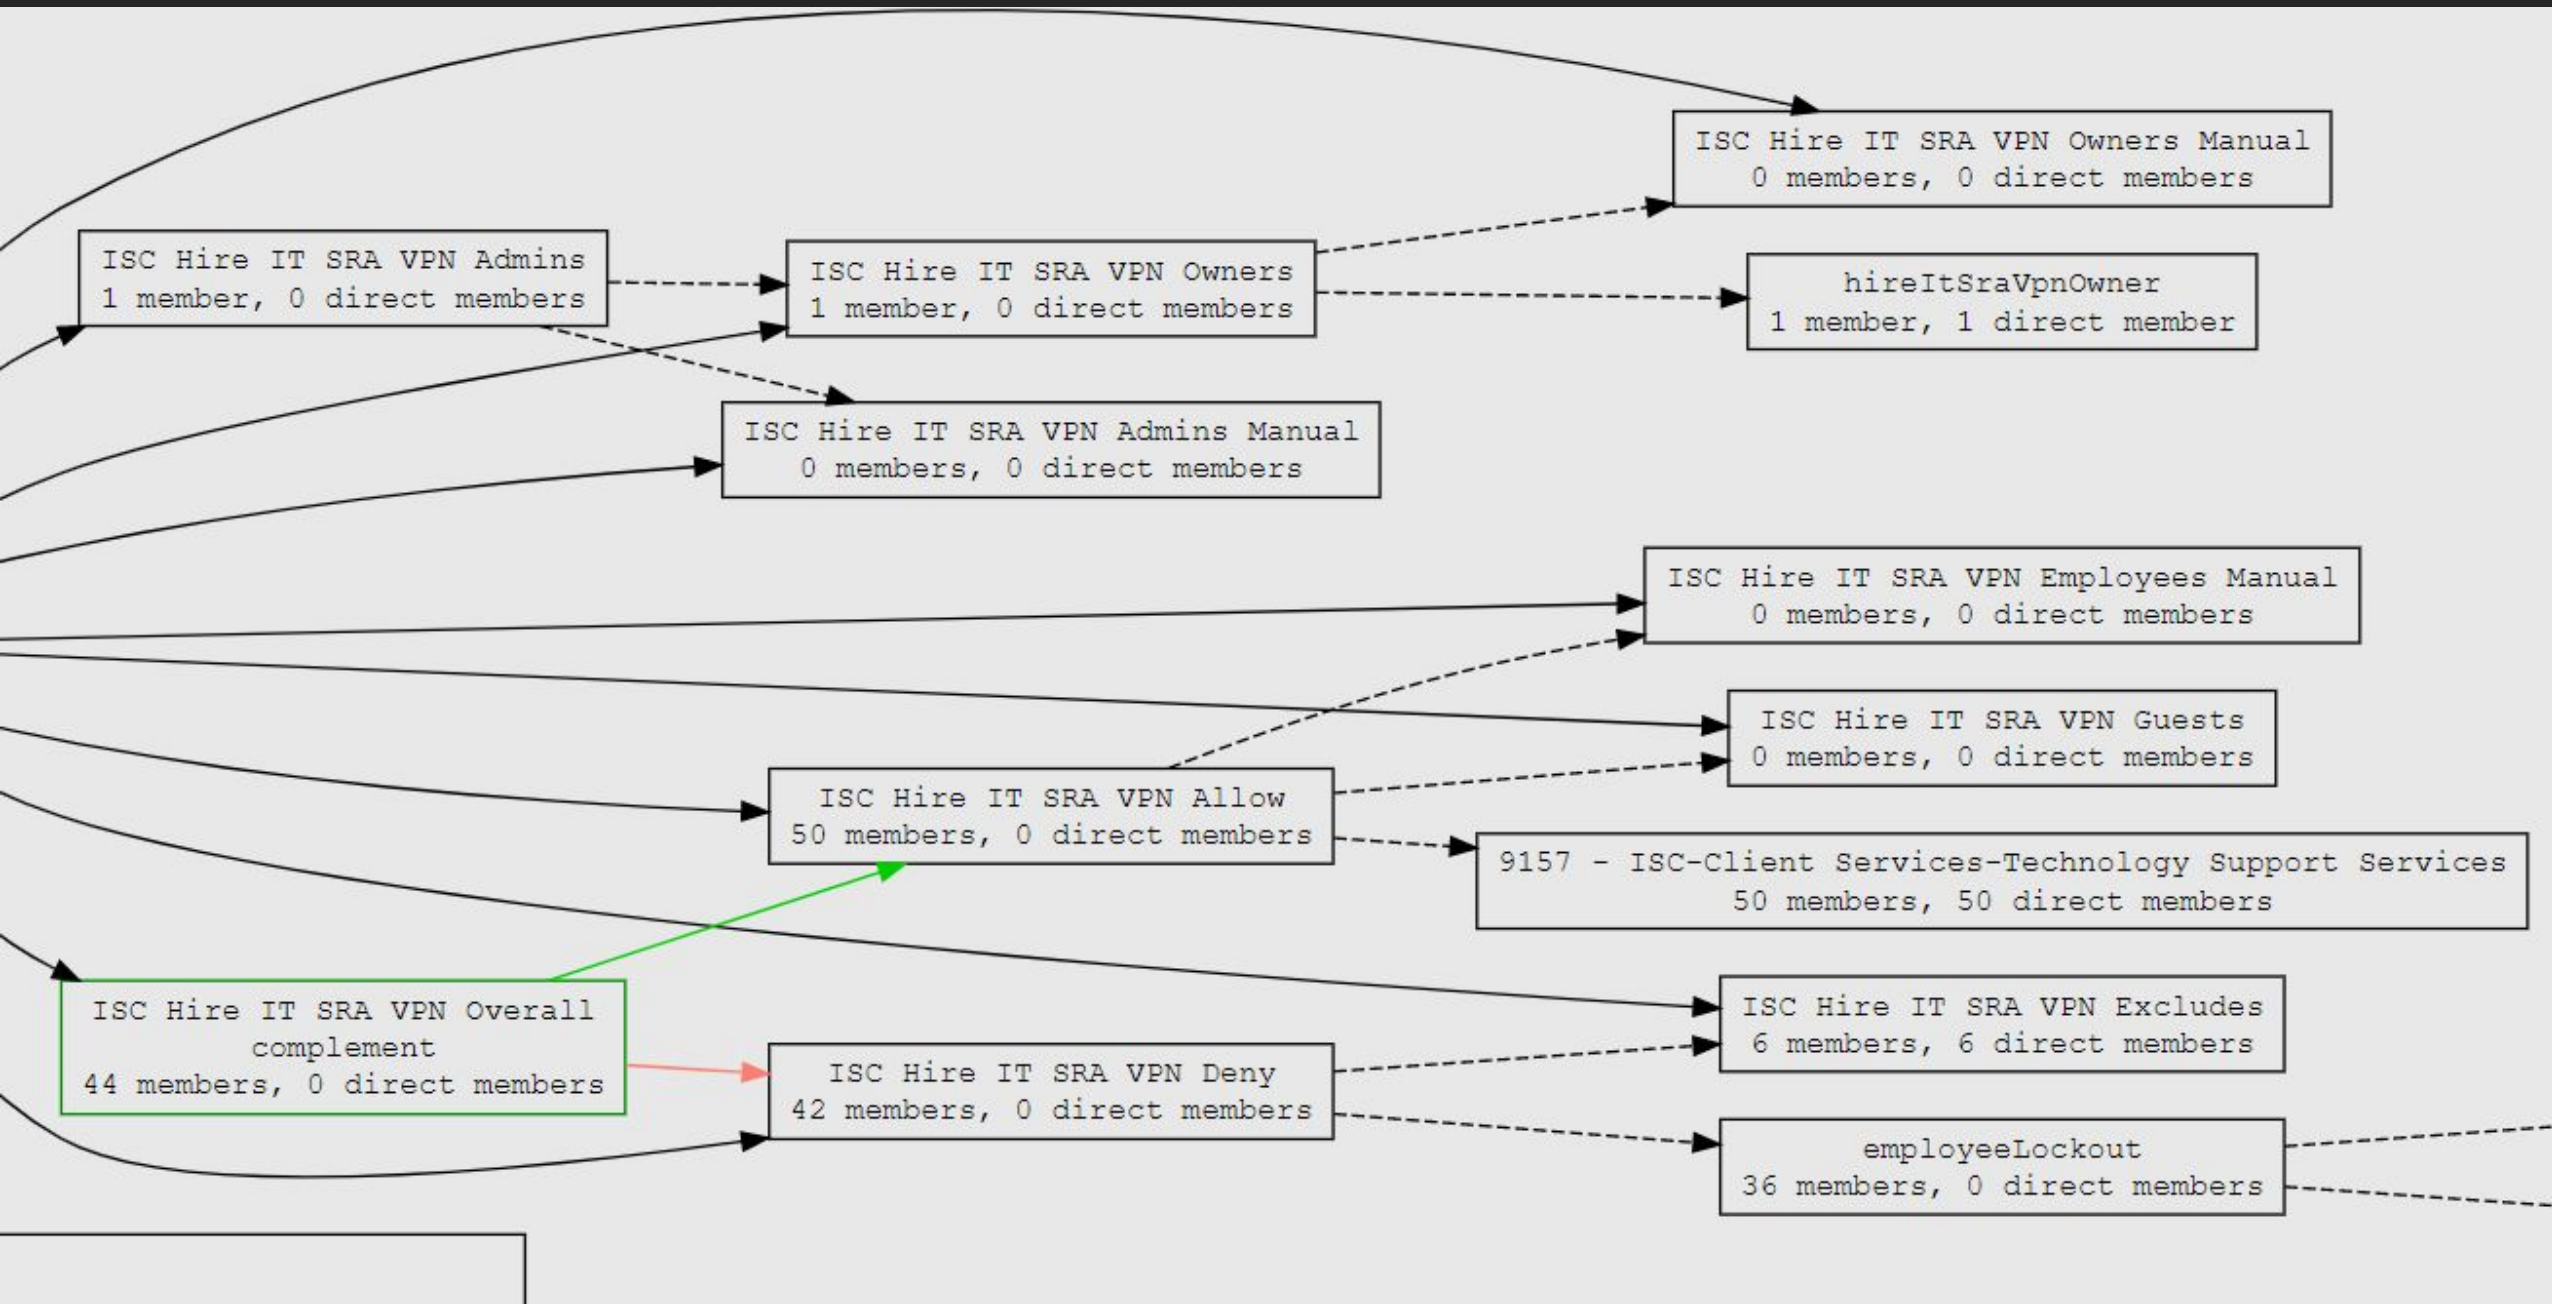 ISC Hire IT SRA VPN Owners Manual
0 members, 0 direct members
ISC Hire IT SRA VPN Admins
1 member, 0 direct members
ISC Hire IT SRA VPN Owners
1 member, 0 direct members
hireItSraVpnOwner
1 member, 1 direct member
ISC Hire IT SRA VPN Admins Manual
0 members, 0 direct members
ISC Hire IT SRA VPN Employees Manual
0 members, 0 direct members
ISC Hire IT SRA VPN Guests
0 members, 0 direct members
ISC Hire IT SRA VPN Allow
50 members, 0 direct members
9157 - ISC-Client Services-Technology Support Services
50 members, 50 direct members
ISC Hire IT SRA VPN Overall
complement
44 members, 0 direct members
ISC Hire IT SRA VPN Excludes
6 members, 6 direct members
ISC Hire IT SRA VPN Deny
42 members, 0 direct members
employeeLockout
36 members, 0 direct members